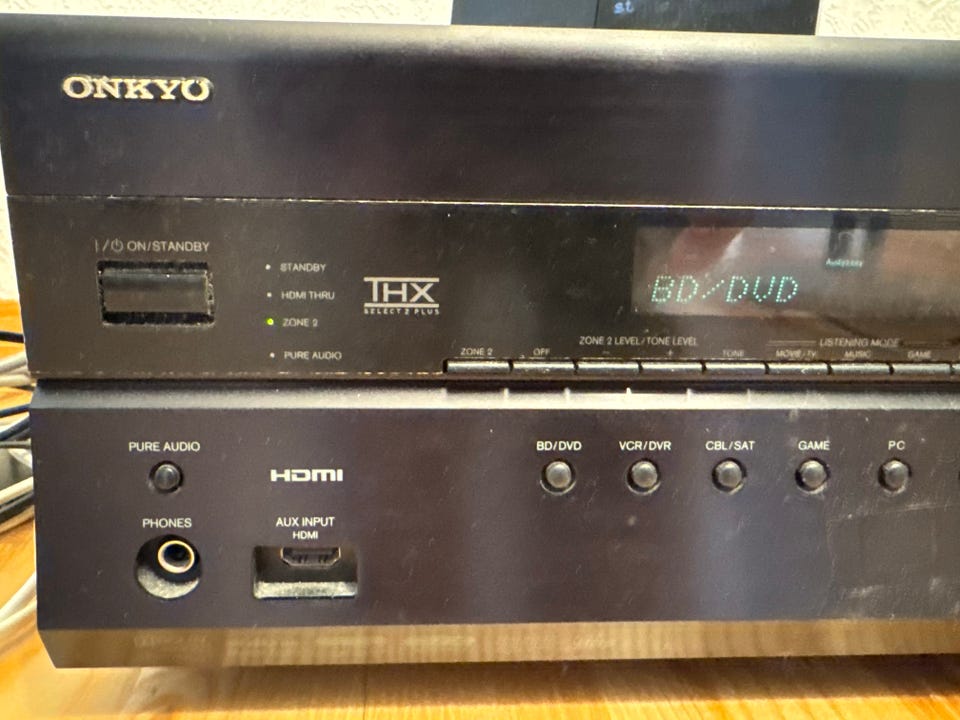 st
ONKYO
I/⏻ ON/STANDBY
STANDBY
HDMI THRU
ZONE 2
PURE AUDIO
THX
SELECT 2 PLUS
Audyssey
BD/DVD
ZONE 2 LEVEL/TONE LEVEL
LISTENING MODE
ZONE 2 OFF − + TONE MOVIE/TV MUSIC GAME
PURE AUDIO
HDMI
BD/DVD VCR/DVR CBL/SAT GAME PC
PHONES
AUX INPUT
HDMI